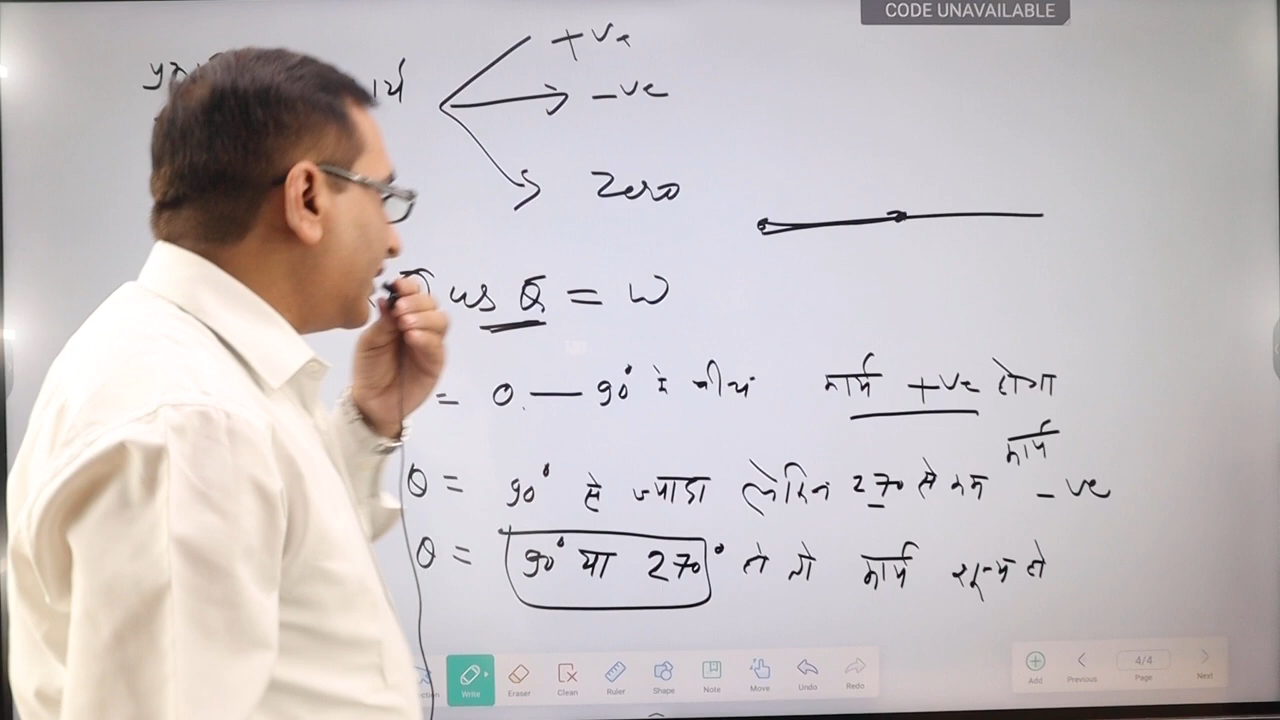 CODE UNAVAILABLE
+ve
-ve
Zero
cos θ = W
= 0 — 90° के बीच कार्य +ve होगा
θ = 90° से ज्यादा लेकिन 270 से कम कार्य -ve
θ = 90° या 270° हो तो कार्य शून्य हो
Write Eraser Clean Ruler Shape Note Move Undo Redo
Add Previous 4/4 Page Next